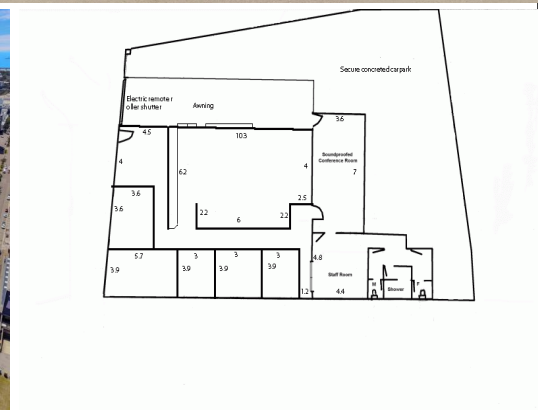 Secure concreted carpark
Electric remote r
oller shutter
Awning
4.5
10.3
3.6
4
6.2
4
Soundproofed
Conference Room
7
3.6
3.6
2.5
2.2
6
2.2
5.7
3
3
3
4.8
3.9
3.9
3.9
3.9
Staff Room
M
F
Shower
1.2
4.4